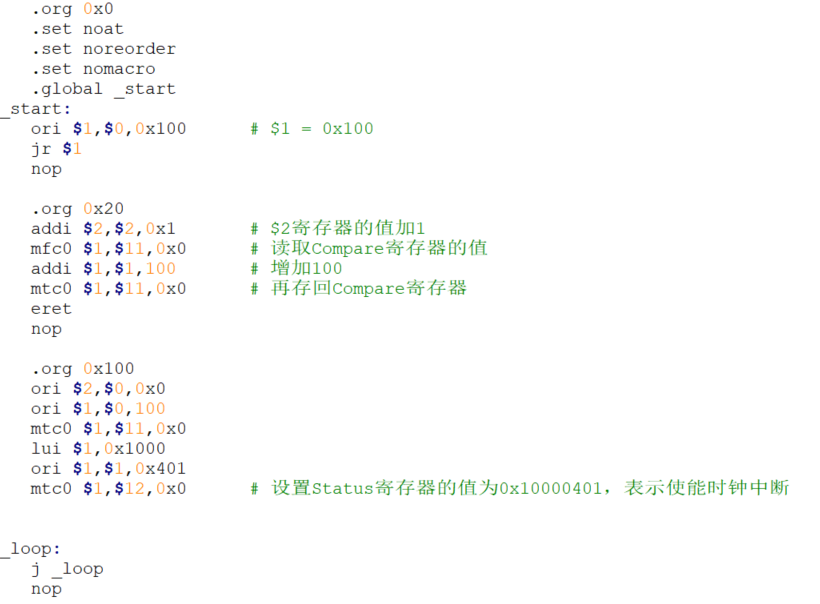 .org 0x0
.set noat
.set noreorder
.set nomacro
.global _start
_start:
ori $1,$0,0x100 # $1 = 0x100
jr $1
nop
.org 0x20
addi $2,$2,0x1 # $2寄存器的值加1
mfc0 $1,$11,0x0 # 读取Compare寄存器的值
addi $1,$1,100 # 增加100
mtc0 $1,$11,0x0 # 再存回Compare寄存器
eret
nop
.org 0x100
ori $2,$0,0x0
ori $1,$0,100
mtc0 $1,$11,0x0
lui $1,0x1000
ori $1,$1,0x401
mtc0 $1,$12,0x0 # 设置Status寄存器的值为0x10000401，表示使能时钟中断
_loop:
j _loop
nop